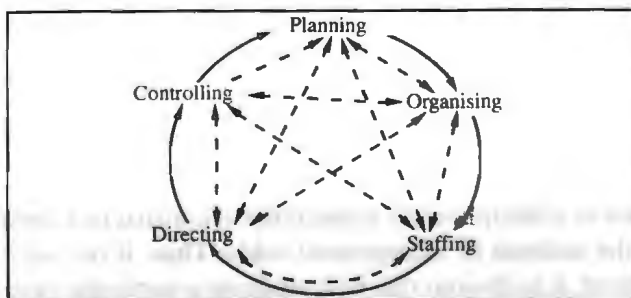 Planning
Controlling
Organising
Directing
Staffing